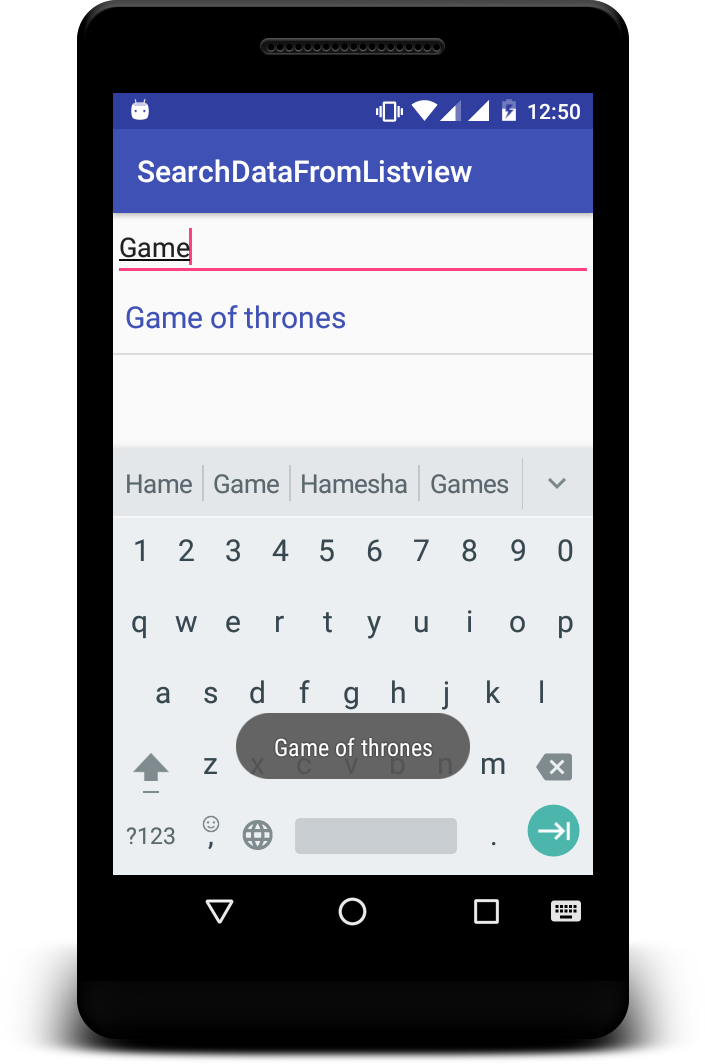 12:50
SearchDataFromListview
Game
Game of thrones
Hame Game Hamesha Games
1 2 3 4 5 6 7 8 9 0
q w e r t y u i o p
a s d f g h j k l
Game of thrones
z x c v b n m
?123 , .